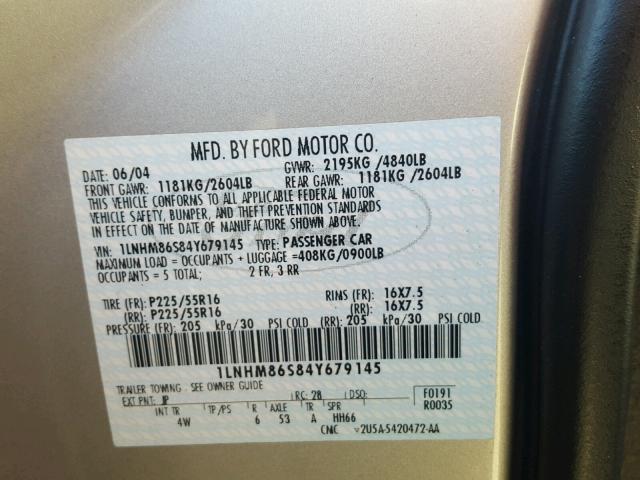 MFD. BY FORD MOTOR CO.
DATE: 06/04 GVWR: 2195KG /4840LB
FRONT GAWR: 1181KG/2604LB REAR GAWR: 1181KG /2604LB
THIS VEHICLE CONFORMS TO ALL APPLICABLE FEDERAL MOTOR
VEHICLE SAFETY, BUMPER, AND THEFT PREVENTION STANDARDS
IN EFFECT ON THE DATE OF MANUFACTURE SHOWN ABOVE.
VIN: 1LNHM86S84Y679145 TYPE: PASSENGER CAR
MAXIMUM LOAD = OCCUPANTS + LUGGAGE =408KG/0900LB
OCCUPANTS = 5 TOTAL; 2 FR, 3 RR
TIRE (FR): P225/55R16 RIMS (FR): 16X7.5
(RR): P225/55R16 (RR): 16X7.5
PRESSURE (FR): 205 kPa/30 PSI COLD (RR): 205 kPa/30 PSI COLD
1LNHM86S84Y679145
TRAILER TOWING - SEE OWNER GUIDE
EXT PNT: JP RC: 28 DSO: F0191
INT TR TP/PS R AXLE TR SPR R0035
4W 6 53 A HH66
CMC 2U5A-5420472-AA